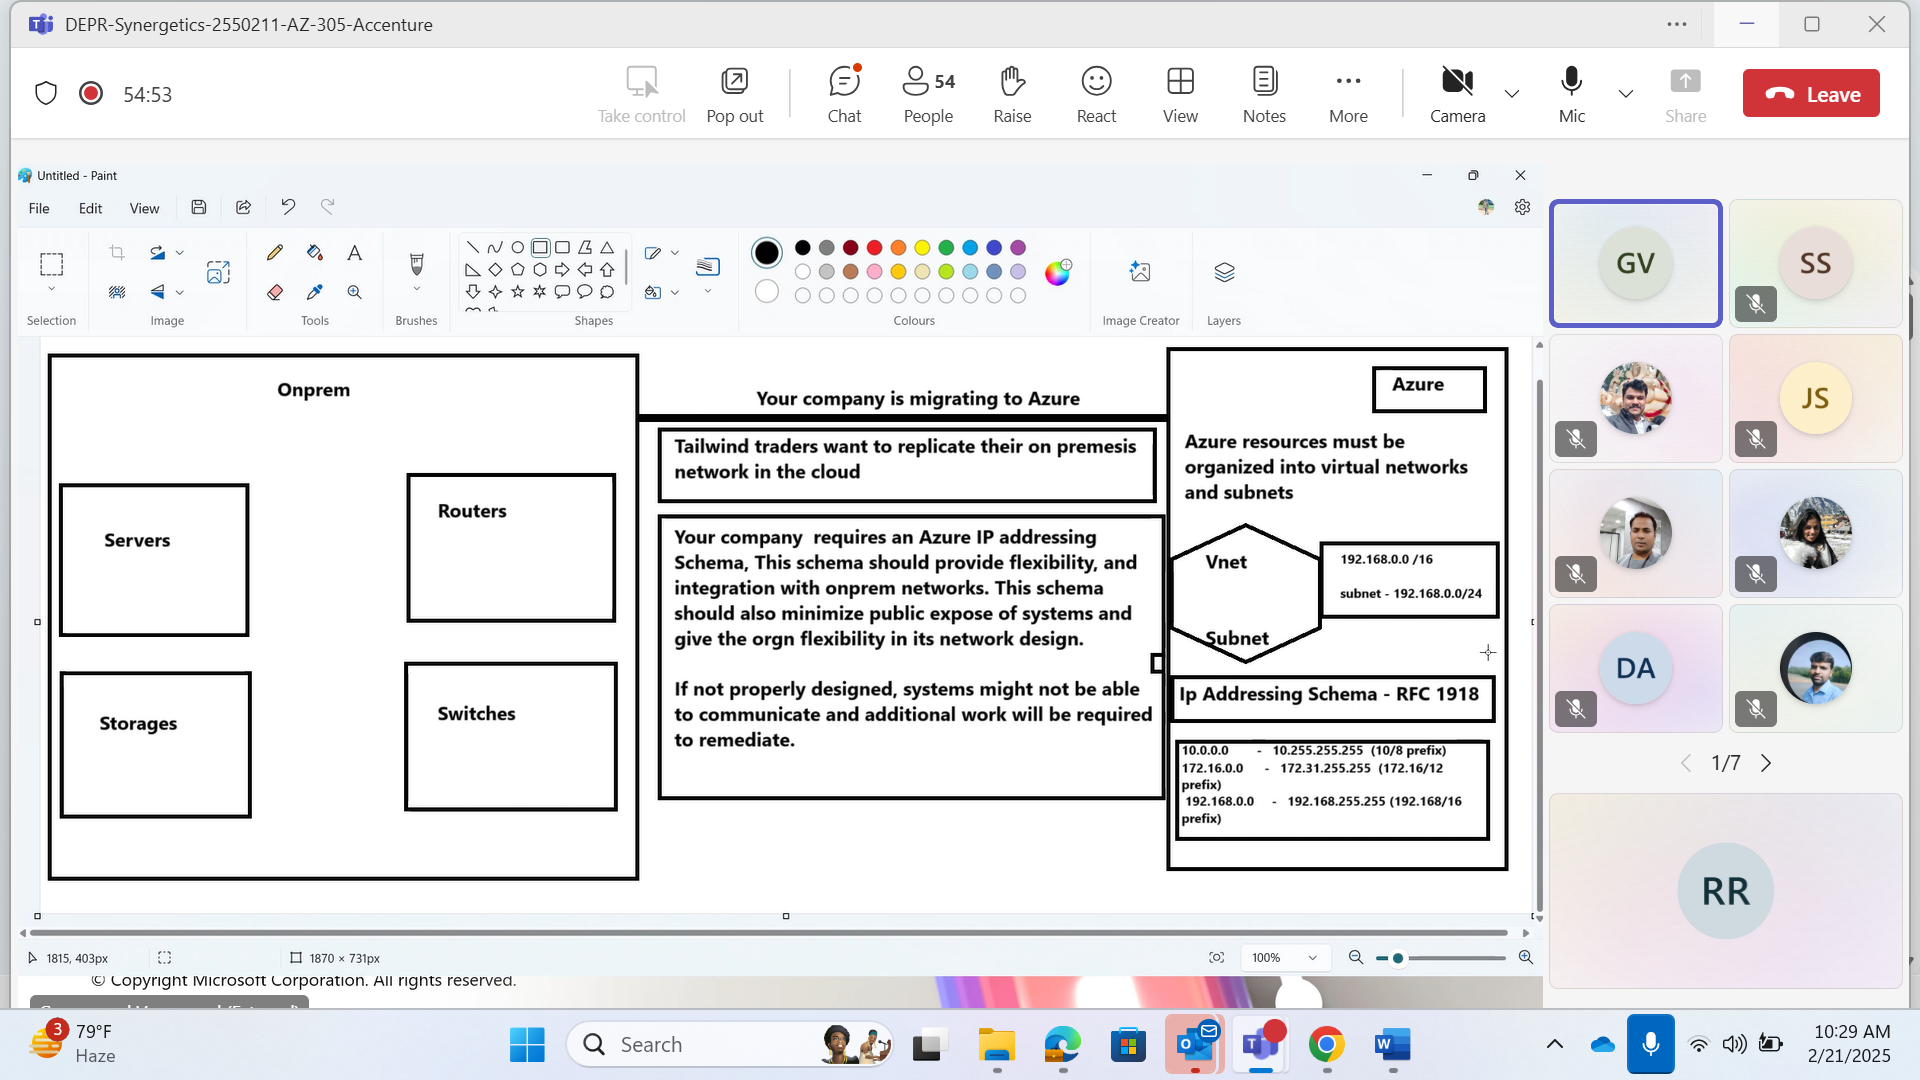 DEPR-Synergetics-2550211-AZ-305-Accenture
54:53
Take control
Pop out
Chat
54
People
Raise
React
View
Notes
More
Camera
Mic
Share
Leave
Untitled - Paint
File
Edit
View
Selection
Image
Tools
Brushes
Shapes
Colours
Image Creator
Layers
Onprem
Servers
Routers
Storages
Switches
Your company is migrating to Azure
Tailwind traders want to replicate their on premesis
network in the cloud
Your company requires an Azure IP addressing
Schema, This schema should provide flexibility, and
integration with onprem networks. This schema
should also minimize public expose of systems and
give the orgn flexibility in its network design.
If not properly designed, systems might not be able
to communicate and additional work will be required
to remediate.
Azure
Azure resources must be
organized into virtual networks
and subnets
Vnet
Subnet
192.168.0.0 /16
subnet - 192.168.0.0/24
Ip Addressing Schema - RFC 1918
10.0.0.0 - 10.255.255.255 (10/8 prefix)
172.16.0.0 - 172.31.255.255 (172.16/12
prefix)
192.168.0.0 - 192.168.255.255 (192.168/16
prefix)
GV
SS
JS
DA
1/7
RR
1815, 403px
1870 × 731px
100%
© Copyright Microsoft Corporation. All rights reserved.
3
79°F
Haze
Search
10:29 AM
2/21/2025